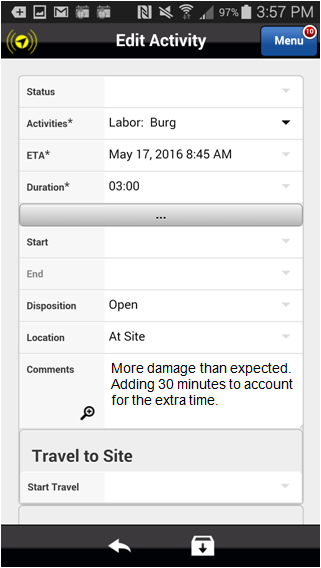 97% 3:57 PM
Edit Activity
Menu
10
Status
Activities* Labor: Burg
ETA* May 17, 2016 8:45 AM
Duration* 03:00
...
Start
End
Disposition Open
Location At Site
Comments More damage than expected.
Adding 30 minutes to account
for the extra time.
Travel to Site
Start Travel